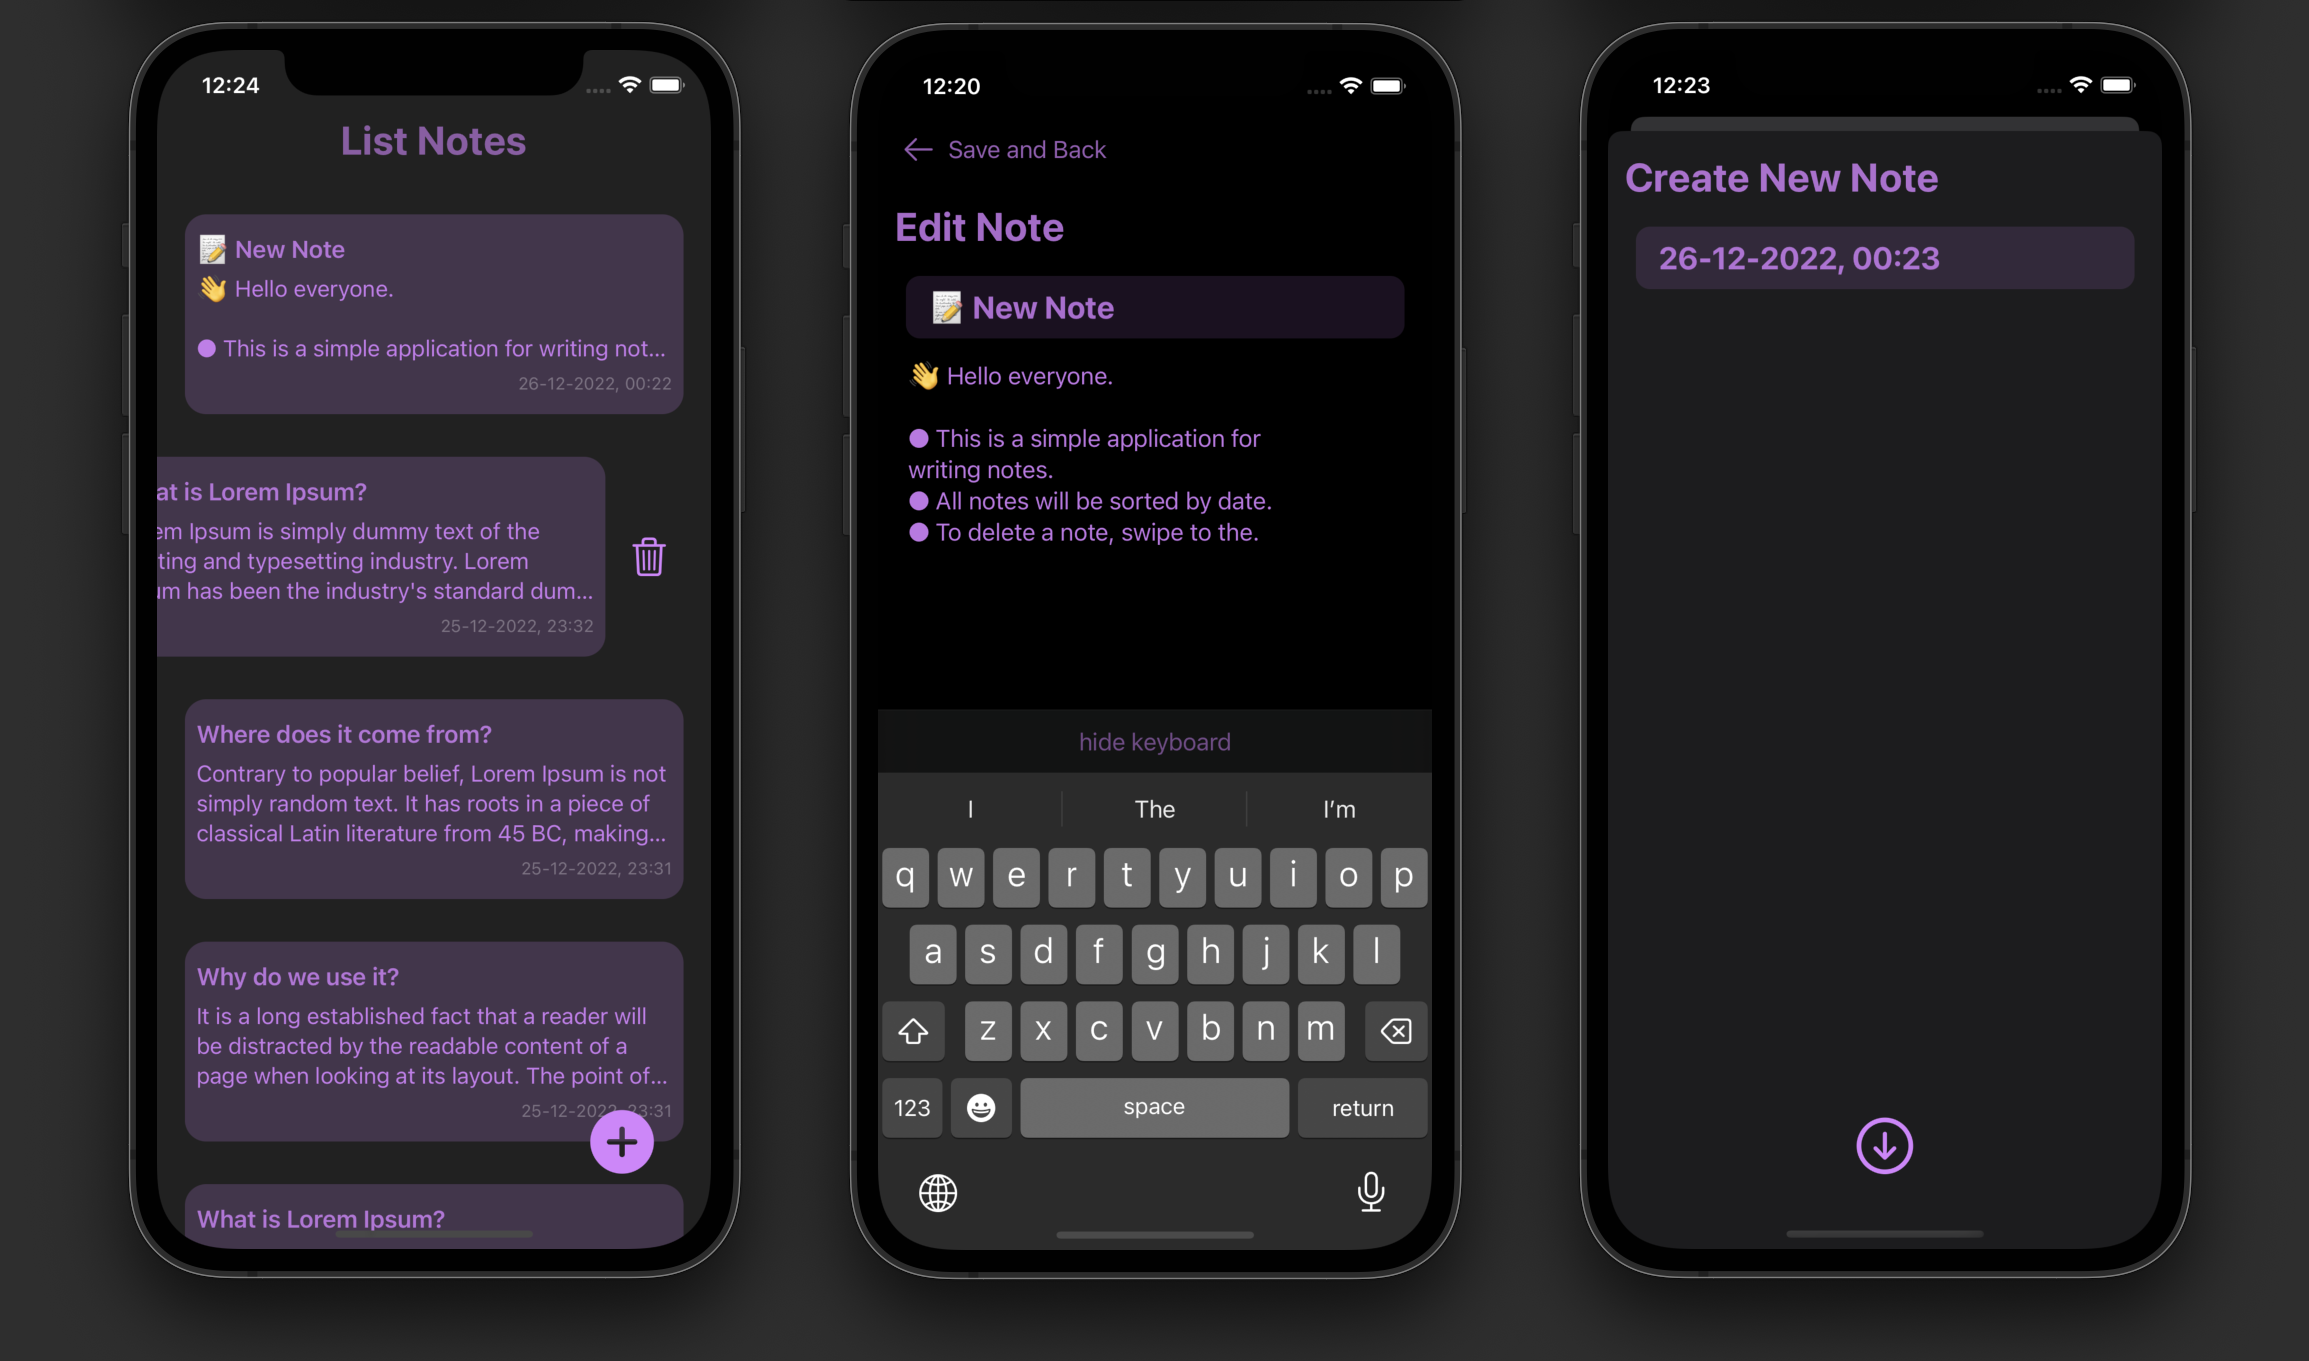 12:24
List Notes
📝 New Note
👋 Hello everyone.
● This is a simple application for writing not...
26-12-2022, 00:22
at is Lorem Ipsum?
em Ipsum is simply dummy text of the
ting and typesetting industry. Lorem
um has been the industry's standard dum...
25-12-2022, 23:32
Where does it come from?
Contrary to popular belief, Lorem Ipsum is not
simply random text. It has roots in a piece of
classical Latin literature from 45 BC, making...
25-12-2022, 23:31
Why do we use it?
It is a long established fact that a reader will
be distracted by the readable content of a
page when looking at its layout. The point of...
25-12-2022, 23:31
What is Lorem Ipsum?
12:20
← Save and Back
Edit Note
📝 New Note
👋 Hello everyone.
● This is a simple application for
writing notes.
● All notes will be sorted by date.
● To delete a note, swipe to the.
hide keyboard
I The I'm
q w e r t y u i o p
a s d f g h j k l
z x c v b n m
123 space return
12:23
Create New Note
26-12-2022, 00:23